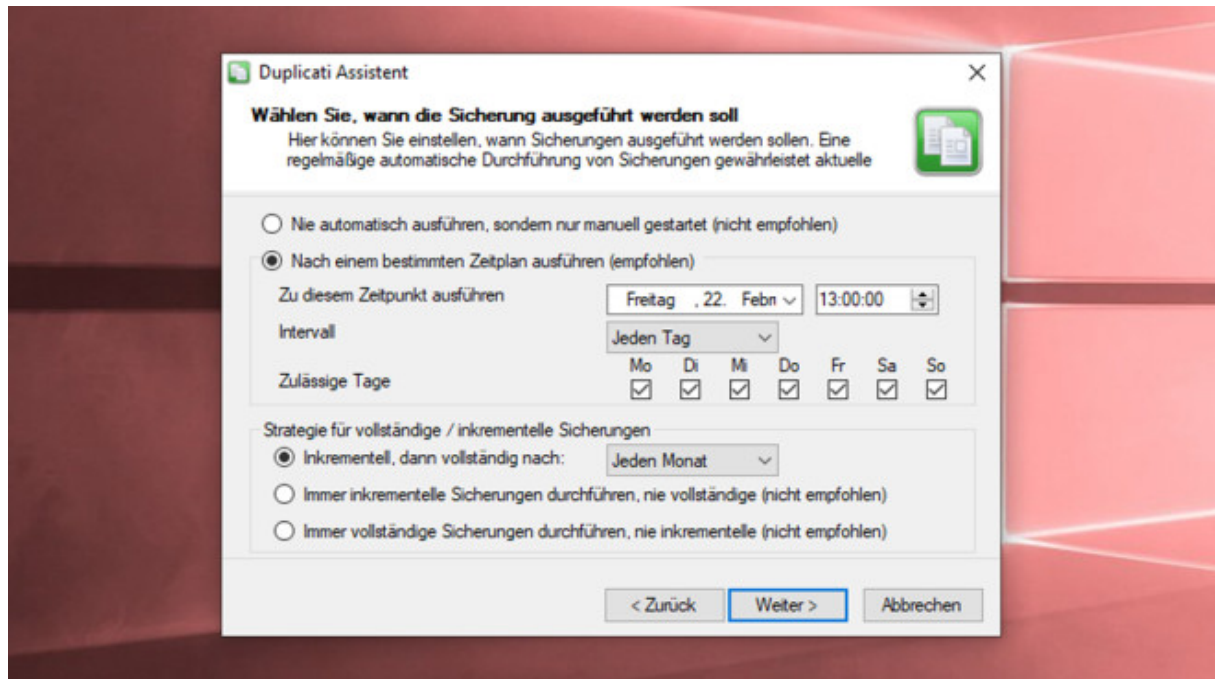 Duplicati Assistent
Wählen Sie, wann die Sicherung ausgeführt werden soll
Hier können Sie einstellen, wann Sicherungen ausgeführt werden sollen. Eine
regelmäßige automatische Durchführung von Sicherungen gewährleistet aktuelle
Nie automatisch ausführen, sondern nur manuell gestartet (nicht empfohlen)
Nach einem bestimmten Zeitplan ausführen (empfohlen)
Zu diesem Zeitpunkt ausführen Freitag , 22. Febr 13:00:00
Intervall Jeden Tag
Mo Di Mi Do Fr Sa So
Zulässige Tage
Strategie für vollständige / inkrementelle Sicherungen
Inkrementell, dann vollständig nach: Jeden Monat
Immer inkrementelle Sicherungen durchführen, nie vollständige (nicht empfohlen)
Immer vollständige Sicherungen durchführen, nie inkrementelle (nicht empfohlen)
< Zurück Weiter > Abbrechen